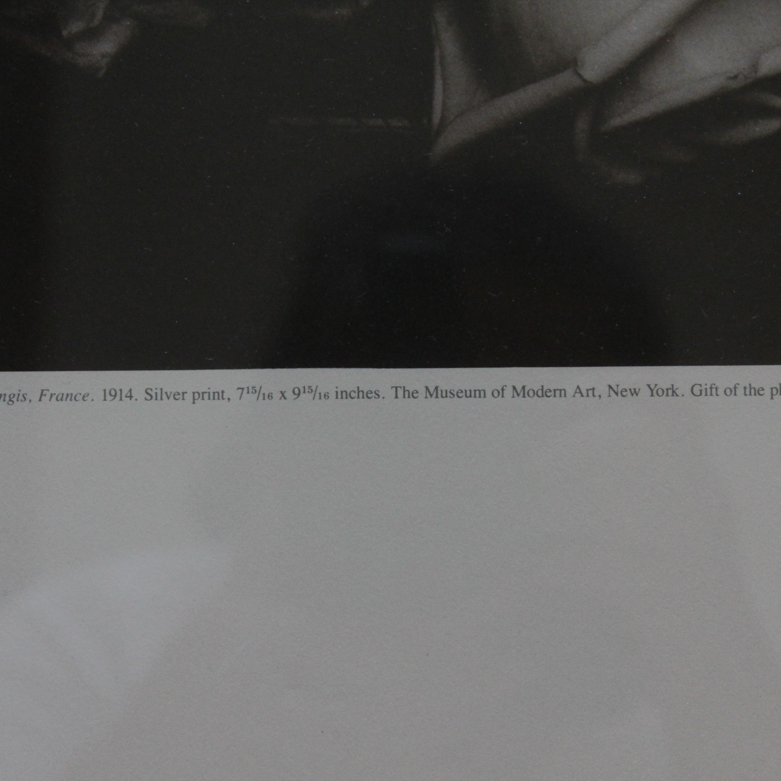 ngis, France. 1914. Silver print, 7¹⁵/₁₆ x 9¹⁵/₁₆ inches. The Museum of Modern Art, New York. Gift of the p